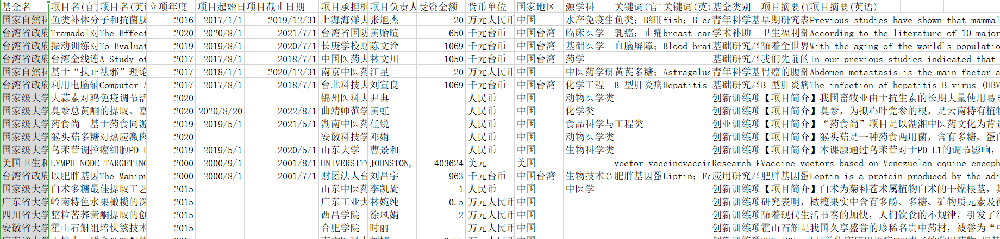 基金名 项目名(官 项目名(英语 立项年度 项目起始日 项目截止日期 项目承担机 项目负责人 受资金额 货币单位 国家地区 源学科 关键词(官方 关键词(英语 基金类别 项目摘要( 项目摘要(英语)
国家自然科 鱼类补体分子和抗菌肽 2016 2017/1/1 2019/12/31 上海海洋大 张旭杰 20 万元人民币 中国 水产免疫生 鱼类; B细 fish; B ce 青年科学基 早期研究表 Previous studies have shown that mammal
台湾省政府 Tramadol对 The Effect 2020 2020/8/1 2021/7/1 台湾省国防 黄贻暄 650 千元台币 中国台湾 临床医学 乳癌; 止痛 breast can 学术补助 卫生福利部 According to the literature of 10 major
台湾省政府 振动训练对 To Evaluat 2019 2019/8/1 2020/7/1 长庚学校财 陈文诠 1069 千元台币 中国台湾 基础医学 血脑屏障; Blood-brai 基础研究/学 随着全世界 With the aging of the world's populatio
台湾省政府 台湾金线连 A Study of 2017 2017/8/1 2018/7/1 中国医药大 林文川 1050 千元台币 中国台湾 药学 基础研究/学 我们先前的 In our previous studies indicated that
国家自然科 基于“扶正祛邪”理论 2017 2018/1/1 2020/12/31 南京中医药 江星 20 万元人民币 中国 中医药学研 黄芪多糖; Astragalus 青年科学基 胃癌的腹部 Abdomen metastasis is the main factor a
台湾省政府 利用电脑辅 Computer-A 2017 2017/8/1 2018/7/1 台北科技大 刘宣良 1069 千元台币 中国台湾 化学工程 B 型肝炎病 Hepatitis 基础研究/学 B 型肝炎病 The infection of hepatitis B virus (HBV
国家级大学 大蒜素对鸡免疫调节活 2020 锦州医科大 尹典 人民币 中国 动物医学类 创新训练项 【项目简介】我国畜牧业由于抗生素的长期大量使用易导
国家级大学 臭参总黄酮的提取、富 2020 2020/8/20 2022/8/1 曲靖师范学 黄虹 人民币 中国 化学类 创新训练项 【项目简介】臭参，为拟心叶党参的根，是云南特有植物
国家级大学 药食尚—基于药食同源 2019 2019/5/1 2021/5/1 湖南中医药 任锐 人民币 中国 食品科学与工程类 创业训练项 【项目简介】“药食尚”项目是以湖湘中医药文化为背景
国家级大学 猴头菇多糖对热应激肉 2020 安徽科技学 邓娟 人民币 中国 创新训练项 【项目简介】猴头菇是一种药食两用菌，含有多糖、蛋白
国家级大学 乌苯苷调控癌细胞PD-L 2019 2019/5/1 2020/5/1 山东大学 曹景和 人民币 中国 生物科学类 创新训练项 【项目简介】本课题通过乌苯苷对于PD-L1的调节影响，
美国卫生和 LYMPH NODE TARGETING 2000 2000/9/1 2001/8/1 UNIVERSITY JOHNSTON, 403624 美元 美国 vector vaccinevaccin Research P Vaccine vectors based on Venezuelan equine enceph
台湾省政府 以肥胖基因 The Manipu 2000 2000/8/1 2001/7/1 财团法人台 刘昌宇 963 千元台币 中国台湾 生物技术( 肥胖基因蛋 Liptin; Fe 应用研究/学 肥胖基因蛋 Leptin is a protein produced by the adi
国家级大学 白术多糖最佳提取工艺 2015 山东中医药 李凯旋 1 人民币 中国 中医学 创新训练项 【项目简介】白术为菊科苍术属植物白术的干燥根茎，其
广东省大学 岭南特色水果橄榄的深 2015 广东工业大 林婉纯 0.5 万元人民币 中国 创新训练项 研究表明，橄榄果实中含有多酚、多糖、矿物质元素及微
四川省大学 整粒苦荞黄酮提取的创 2015 西昌学院 徐凤娟 2 万元人民币 中国 创新训练项 随着现代生活节奏的加快，人们饮食的不规律，引发了很
安徽省大学 霍山石斛组培快繁技术 2015 合肥学院 时丽 万元人民币 中国 创新训练项 霍山石斛是我国久享盛誉的珍稀名贵中药材，被誉为“